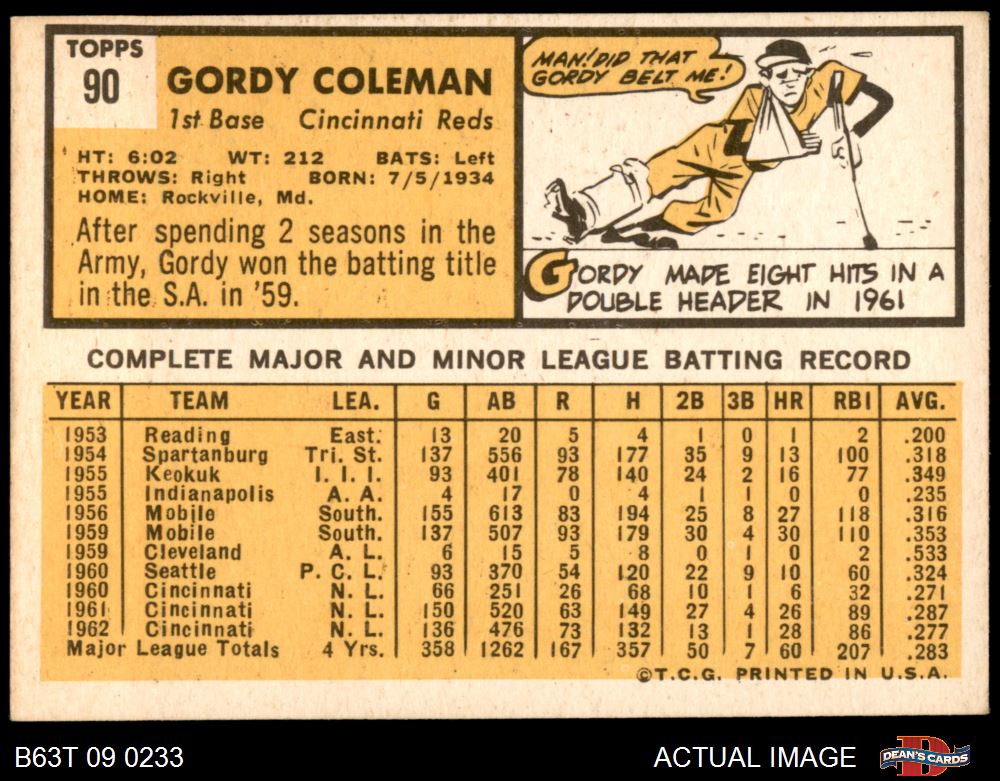 TOPPS
90
GORDY COLEMAN
1st Base Cincinnati Reds
HT: 6:02 WT: 212 BATS: Left
THROWS: Right BORN: 7/5/1934
HOME: Rockville, Md.
After spending 2 seasons in the
Army, Gordy won the batting title
in the S.A. in '59.
MAN! DID THAT
GORDY BELT ME!
GORDY MADE EIGHT HITS IN A
DOUBLE HEADER IN 1961
COMPLETE MAJOR AND MINOR LEAGUE BATTING RECORD
YEAR TEAM LEA. G AB R H 2B 3B HR RBI AVG.
1953 Reading East. 13 20 5 4 1 0 1 2 .200
1954 Spartanburg Tri. St. 137 556 93 177 35 9 13 100 .318
1955 Keokuk I. I. I. 93 401 78 140 24 2 16 77 .349
1955 Indianapolis A. A. 4 17 0 4 1 1 0 0 .235
1956 Mobile South. 155 613 83 194 25 8 27 118 .316
1959 Mobile South. 137 507 93 179 30 4 30 110 .353
1959 Cleveland A. L. 6 15 5 8 0 1 0 2 .533
1960 Seattle P. C. L. 93 370 54 120 22 9 10 60 .324
1960 Cincinnati N. L. 66 251 26 68 10 1 6 32 .271
1961 Cincinnati N. L. 150 520 63 149 27 4 26 89 .287
1962 Cincinnati N. L. 136 476 73 132 13 1 28 86 .277
Major League Totals 4 Yrs. 358 1262 167 357 50 7 60 207 .283
©T.C.G. PRINTED IN U.S.A.
B63T 09 0233 ACTUAL IMAGE DEAN'S CARDS